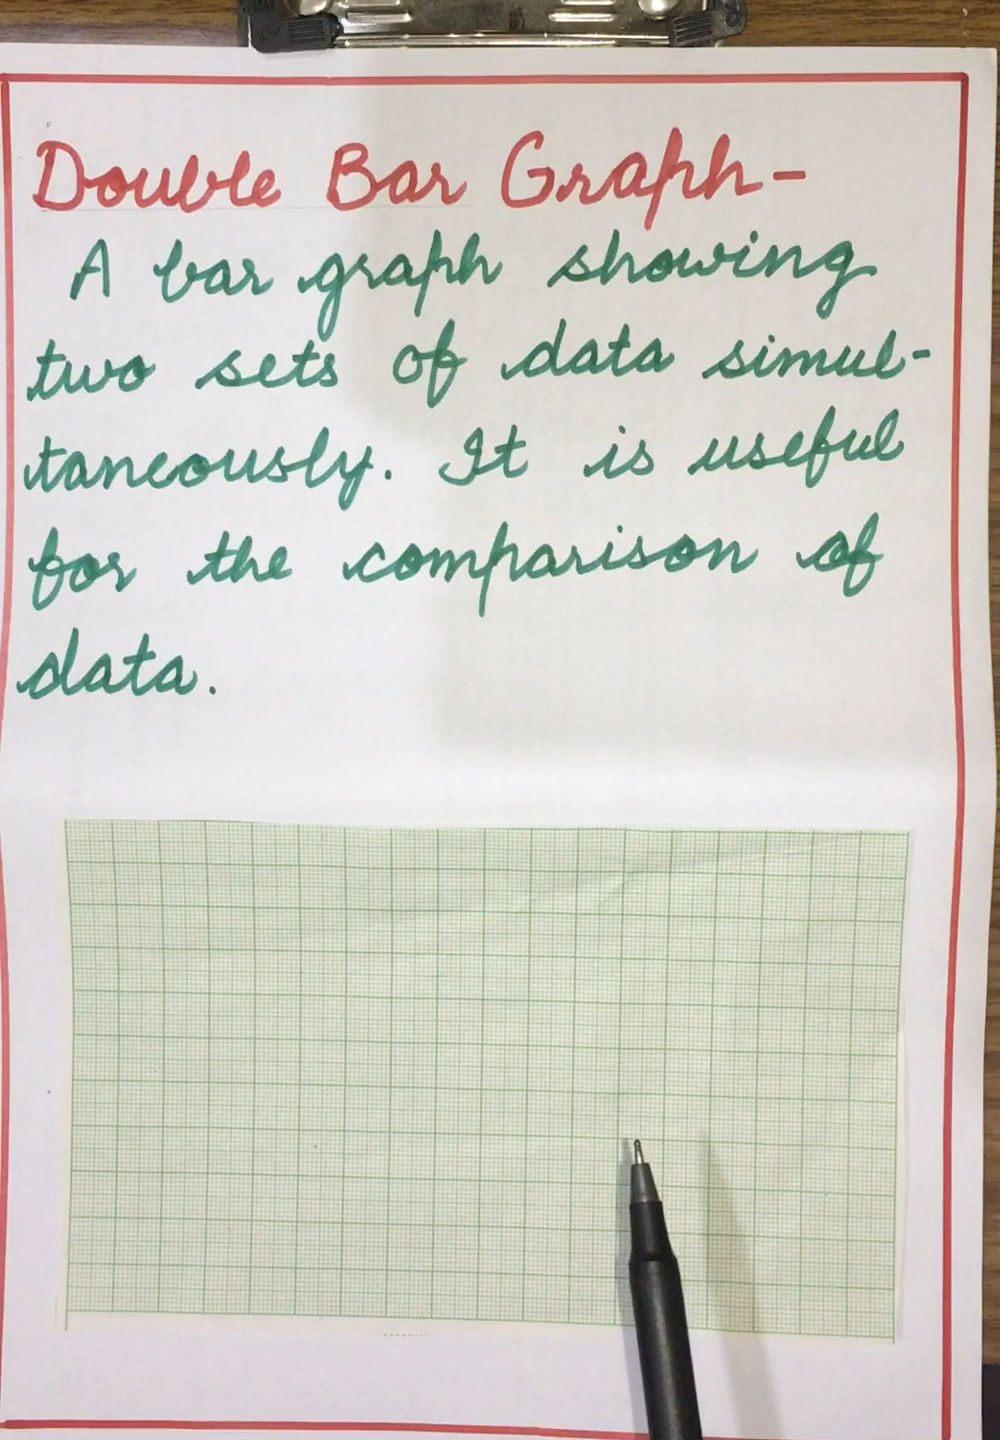 Double Bar Graph-
A bar graph showing
two sets of data simul-
taneously. It is useful
for the comparison of
data.